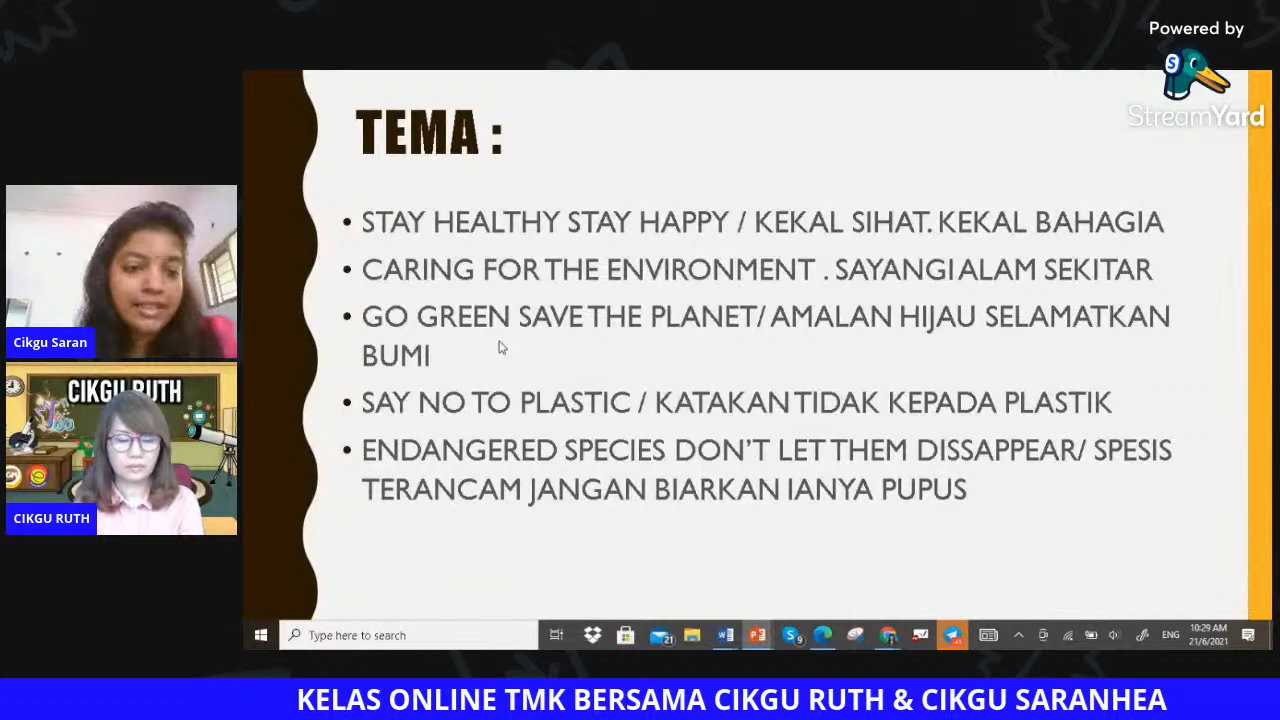 Powered by
StreamYard
TEMA :
• STAY HEALTHY STAY HAPPY / KEKAL SIHAT. KEKAL BAHAGIA
• CARING FOR THE ENVIRONMENT . SAYANGI ALAM SEKITAR
• GO GREEN SAVE THE PLANET/ AMALAN HIJAU SELAMATKAN
BUMI
• SAY NO TO PLASTIC / KATAKAN TIDAK KEPADA PLASTIK
• ENDANGERED SPECIES DON'T LET THEM DISSAPPEAR/ SPESIS
TERANCAM JANGAN BIARKAN IANYA PUPUS
Cikgu Saran
CIKGU RUTH
CIKGU RUTH
Type here to search
21
9
ENG
10:29 AM
21/6/2021
KELAS ONLINE TMK BERSAMA CIKGU RUTH & CIKGU SARANHEA